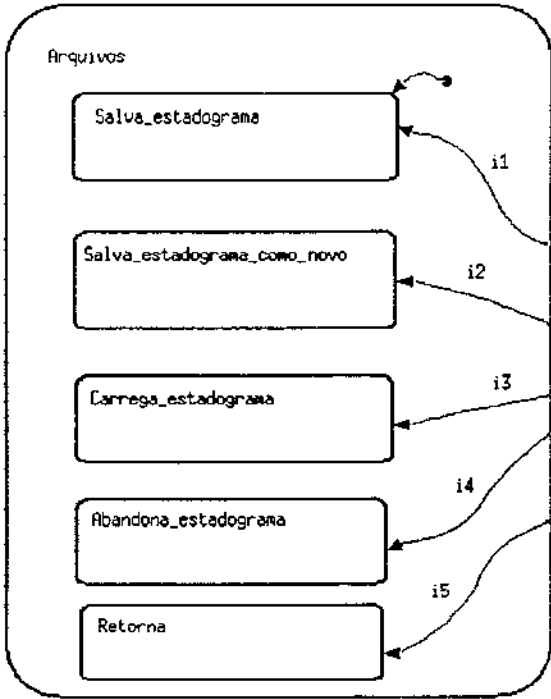 Arquivos
Salva_estadograma
i1
Salva_estadograma_como_novo
i2
Carrega_estadograma
i3
Abandona_estadograma
i4
Retorna
i5